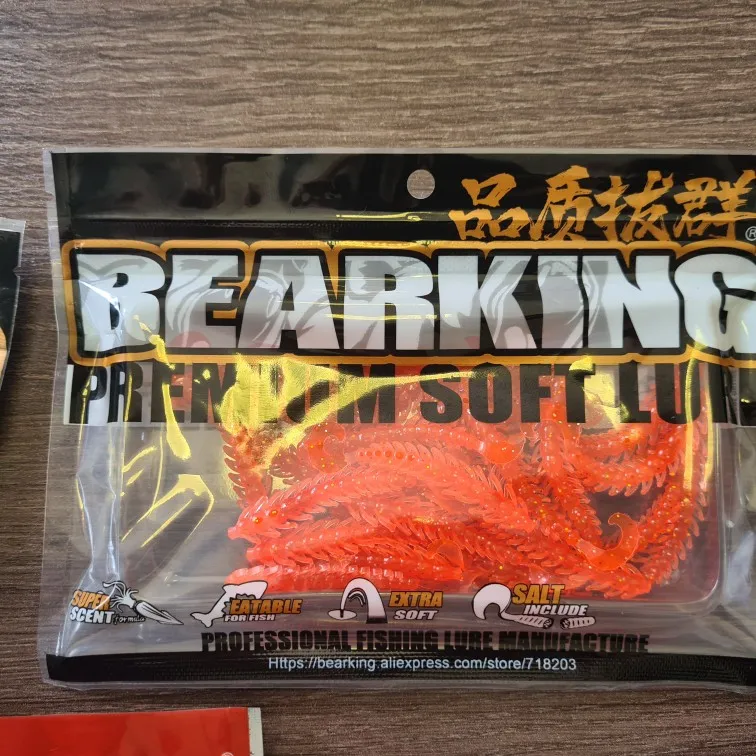 品质拔群
®
BEARKING
PREMIUM SOFT LU
SUPER
SCENT formula
EATABLE
FOR FISH
EXTRA
SOFT
SALT
INCLUDE
PROFESSIONAL FISHING LURE MANUFACTURE
Https://bearking.aliexpress.com/store/718203